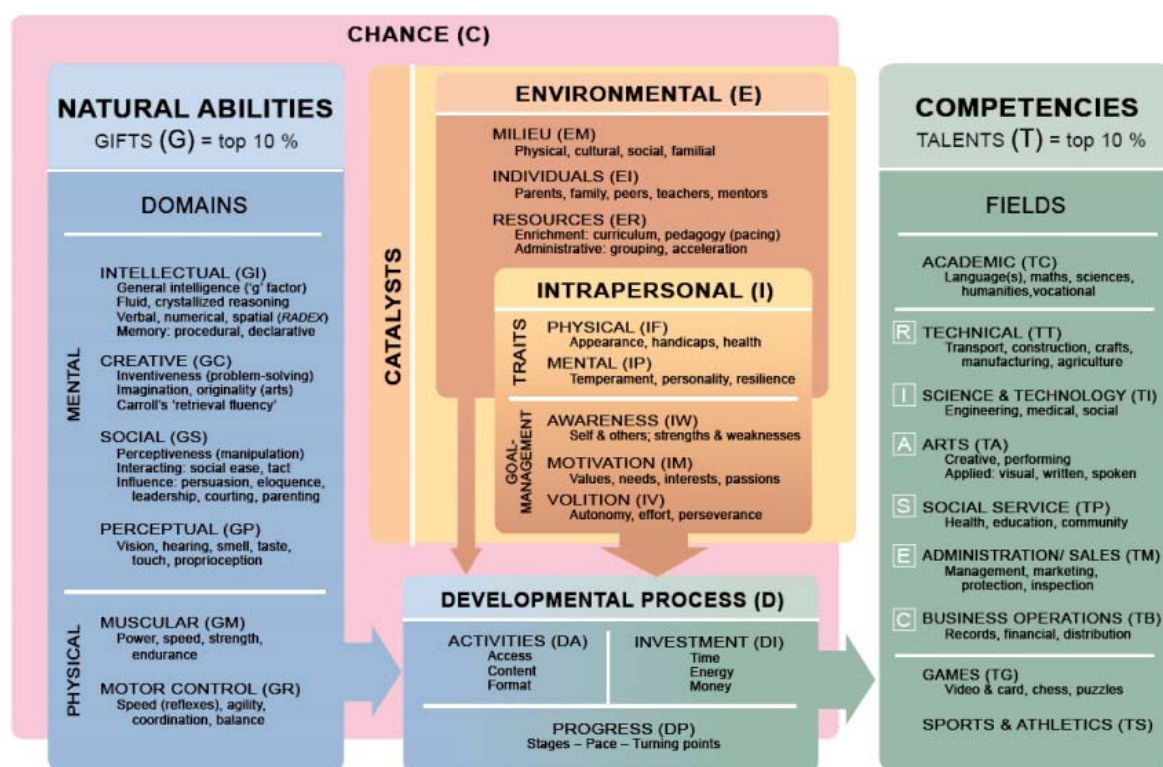 CHANCE (C)
NATURAL ABILITIES
GIFTS (G) = top 10 %
DOMAINS
MENTAL
INTELLECTUAL (GI)
General intelligence (‘g’ factor)
Fluid, crystallized reasoning
Verbal, numerical, spatial (RADEX)
Memory: procedural, declarative
CREATIVE (GC)
Inventiveness (problem-solving)
Imagination, originality (arts)
Carroll's ‘retrieval fluency’
SOCIAL (GS)
Perceptiveness (manipulation)
Interacting: social ease, tact
Influence: persuasion, eloquence,
leadership, courting, parenting
PERCEPTUAL (GP)
Vision, hearing, smell, taste,
touch, proprioception
PHYSICAL
MUSCULAR (GM)
Power, speed, strength,
endurance
MOTOR CONTROL (GR)
Speed (reflexes), agility,
coordination, balance
CATALYSTS
ENVIRONMENTAL (E)
MILIEU (EM)
Physical, cultural, social, familial
INDIVIDUALS (EI)
Parents, family, peers, teachers, mentors
RESOURCES (ER)
Enrichment: curriculum, pedagogy (pacing)
Administrative: grouping, acceleration
INTRAPERSONAL (I)
TRAITS
PHYSICAL (IF)
Appearance, handicaps, health
MENTAL (IP)
Temperament, personality, resilience
GOAL-
MANAGEMENT
AWARENESS (IW)
Self & others; strengths & weaknesses
MOTIVATION (IM)
Values, needs, interests, passions
VOLITION (IV)
Autonomy, effort, perseverance
DEVELOPMENTAL PROCESS (D)
ACTIVITIES (DA)
Access
Content
Format
INVESTMENT (DI)
Time
Energy
Money
PROGRESS (DP)
Stages – Pace – Turning points
COMPETENCIES
TALENTS (T) = top 10 %
FIELDS
ACADEMIC (TC)
Language(s), maths, sciences,
humanities,vocational
R TECHNICAL (TT)
Transport, construction, crafts,
manufacturing, agriculture
I SCIENCE & TECHNOLOGY (TI)
Engineering, medical, social
A ARTS (TA)
Creative, performing
Applied: visual, written, spoken
S SOCIAL SERVICE (TP)
Health, education, community
E ADMINISTRATION/ SALES (TM)
Management, marketing,
protection, inspection
C BUSINESS OPERATIONS (TB)
Records, financial, distribution
GAMES (TG)
Video & card, chess, puzzles
SPORTS & ATHLETICS (TS)